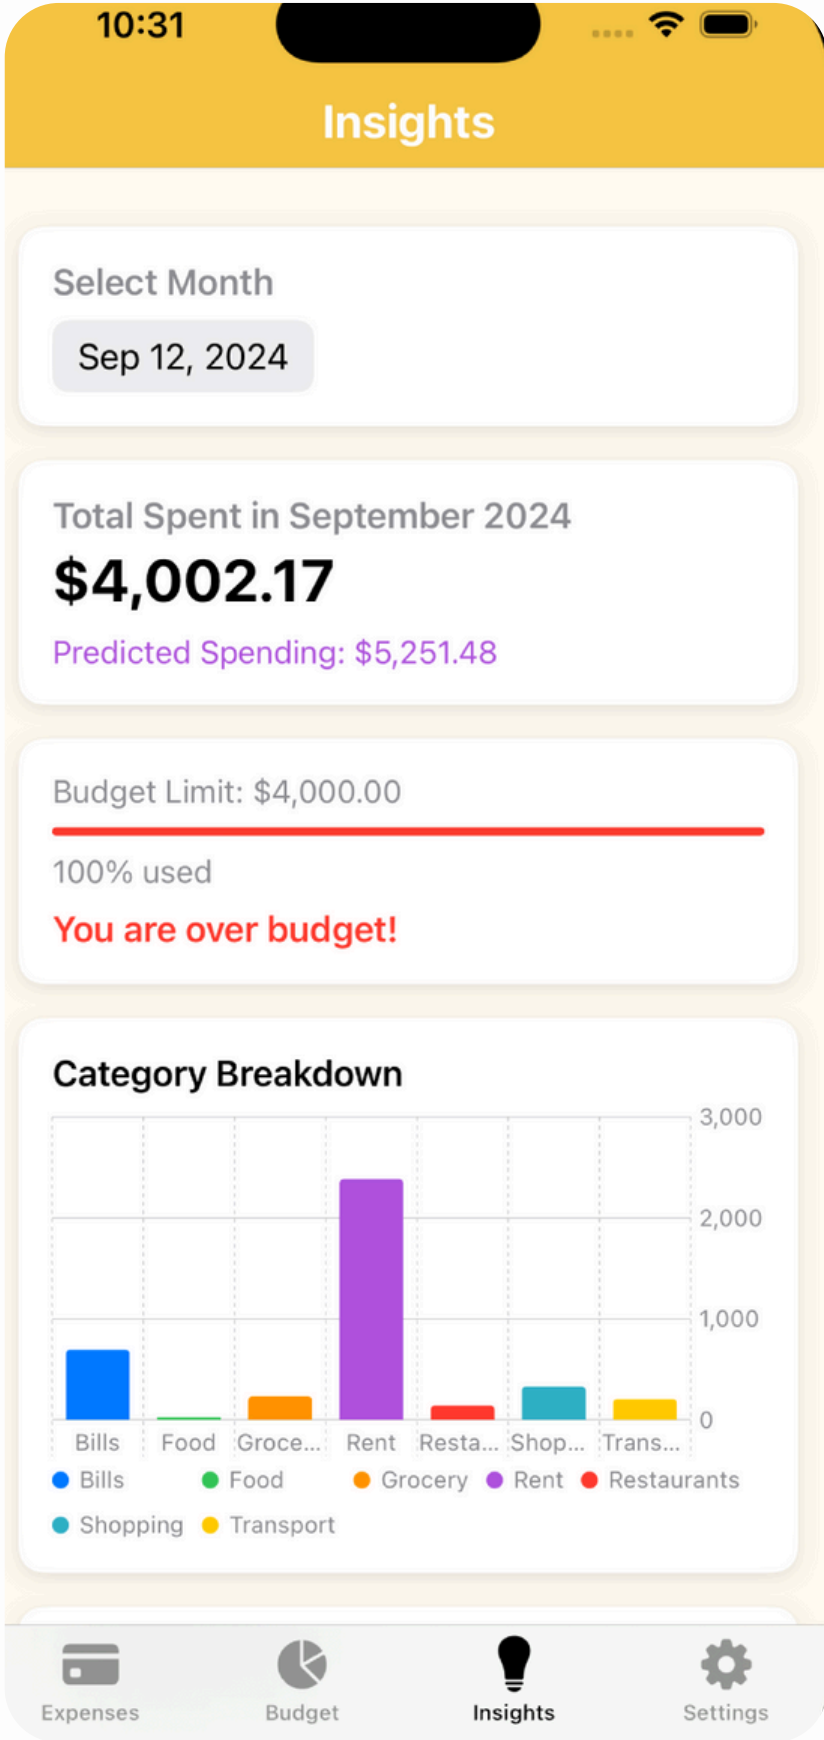 10:31
Insights
Select Month
Sep 12, 2024
Total Spent in September 2024
$4,002.17
Predicted Spending: $5,251.48
Budget Limit: $4,000.00
100% used
You are over budget!
Category Breakdown
3,000
2,000
1,000
0
Bills Food Groce... Rent Resta... Shop... Trans...
Bills Food Grocery Rent Restaurants
Shopping Transport
Expenses Budget Insights Settings